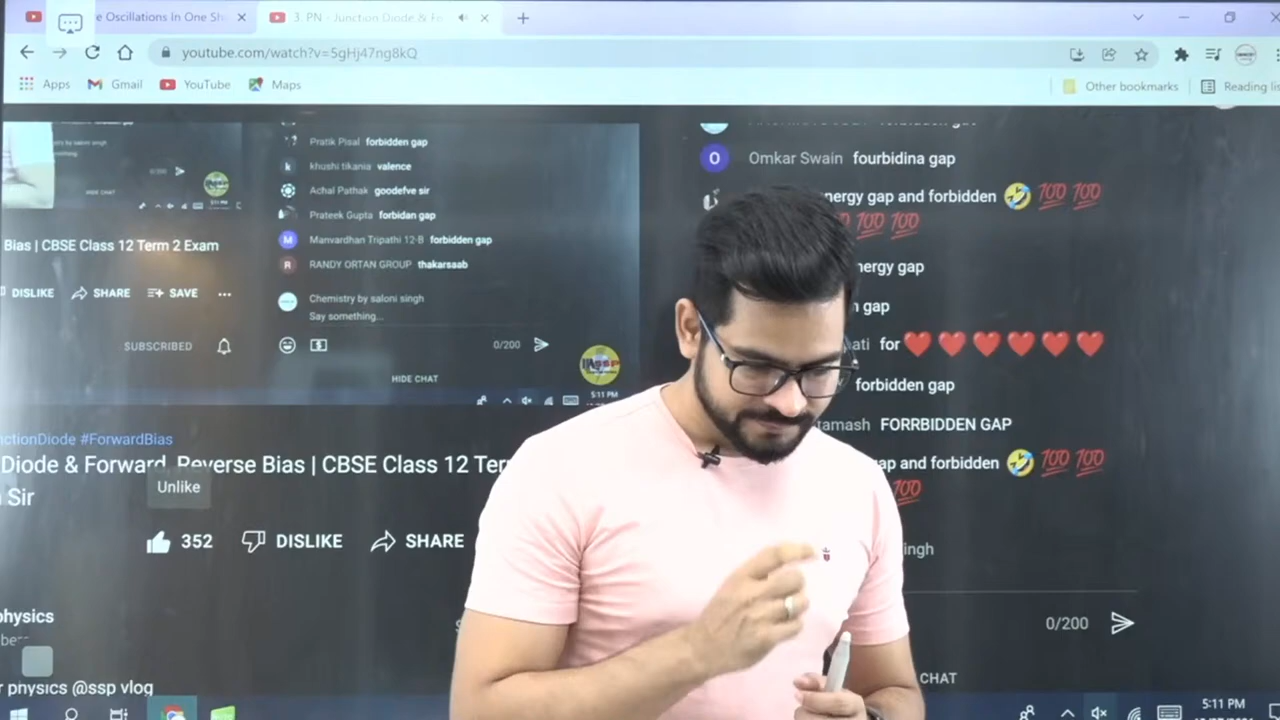 e Oscillations In One Sh
3. PN - Junction Diode & Fo
youtube.com/watch?v=5gHj47ng8kQ
Apps
Gmail
YouTube
Maps
Other bookmarks
Reading lis
Bias | CBSE Class 12 Term 2 Exam
DISLIKE
SHARE
SAVE
SUBSCRIBED
HIDE CHAT
Pratik Pisal forbidden gap
khushi tikania valence
Achal Pathak goodefve sir
Prateek Gupta forbidan gap
Manvardhan Tripathi 12-B forbidden gap
RANDY ORTAN GROUP thakarsaab
Chemistry by saloni singh
Say something...
0/200
HIDE CHAT
5:11 PM
nctionDiode #ForwardBias
Diode & Forward, Reverse Bias | CBSE Class 12 Ter
Sir
Unlike
352
DISLIKE
SHARE
physics
r physics @ssp vlog
Omkar Swain fourbidina gap
nergy gap and forbidden 🤣 💯 💯
💯 💯 💯
nergy gap
gap
ati for ❤️ ❤️ ❤️ ❤️ ❤️ ❤️
forbidden gap
tamash FORRBIDDEN GAP
ap and forbidden 🤣 💯 💯
💯
ingh
0/200
CHAT
5:11 PM